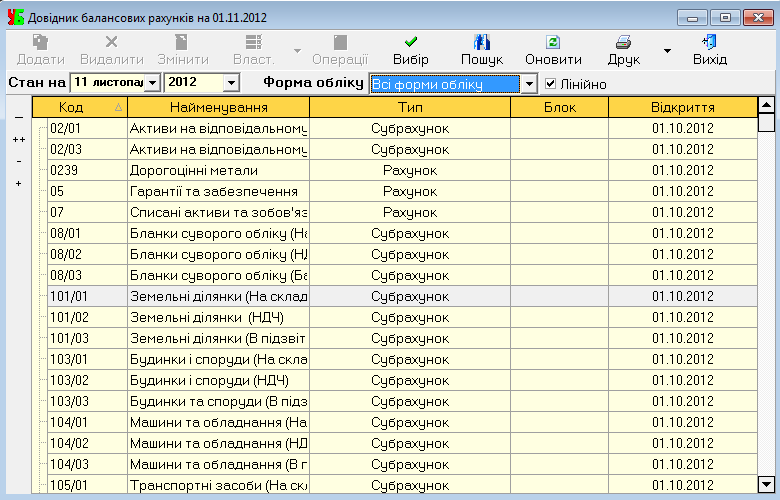 УБ Довідник балансових рахунків на 01.11.2012
Додати Видалити Змінити Власт. Операції Вибір Пошук Оновити Друк Вихід
Стан на 11 листопад 2012 Форма обліку Всі форми обліку Лінійно
Код Найменування Тип Блок Відкриття
02/01 Активи на відповідальному Субрахунок 01.10.2012
02/03 Активи на відповідальному Субрахунок 01.10.2012
0239 Дорогоцінні метали Рахунок 01.10.2012
05 Гарантії та забезпечення Рахунок 01.10.2012
07 Списані активи та зобов'яз Рахунок 01.10.2012
08/01 Бланки суворого обліку (На Субрахунок 01.10.2012
08/02 Бланки суворого обліку (НД Субрахунок 01.10.2012
08/03 Бланки суворого обліку (Ба Субрахунок 01.10.2012
101/01 Земельні ділянки (На склад Субрахунок 01.10.2012
101/02 Земельні ділянки (НДЧ) Субрахунок 01.10.2012
101/03 Земельні ділянки (В підзвіт Субрахунок 01.10.2012
103/01 Будинки і споруди (На скла Субрахунок 01.10.2012
103/02 Будинки і споруди (НДЧ) Субрахунок 01.10.2012
103/03 Будинки та споруди (В підз Субрахунок 01.10.2012
104/01 Машини та обладнання (На Субрахунок 01.10.2012
104/02 Машини та обладнання (НД Субрахунок 01.10.2012
104/03 Машини та обладнання (В п Субрахунок 01.10.2012
105/01 Транспортні засоби (На скл Субрахунок 01.10.2012